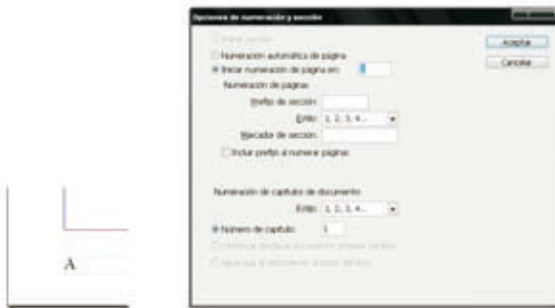 Opciones de numeración y sección
Iniciar sección
Aceptar
Numeración automática de página
Iniciar numeración de página en:
Cancelar
Numeración de páginas
Prefijo de sección:
Estilo: 1, 2, 3, 4...
Marcador de sección:
Incluir prefijo al numerar páginas
Numeración de capítulos de documento
Estilo: 1, 2, 3, 4...
Número de capítulo: 1
A